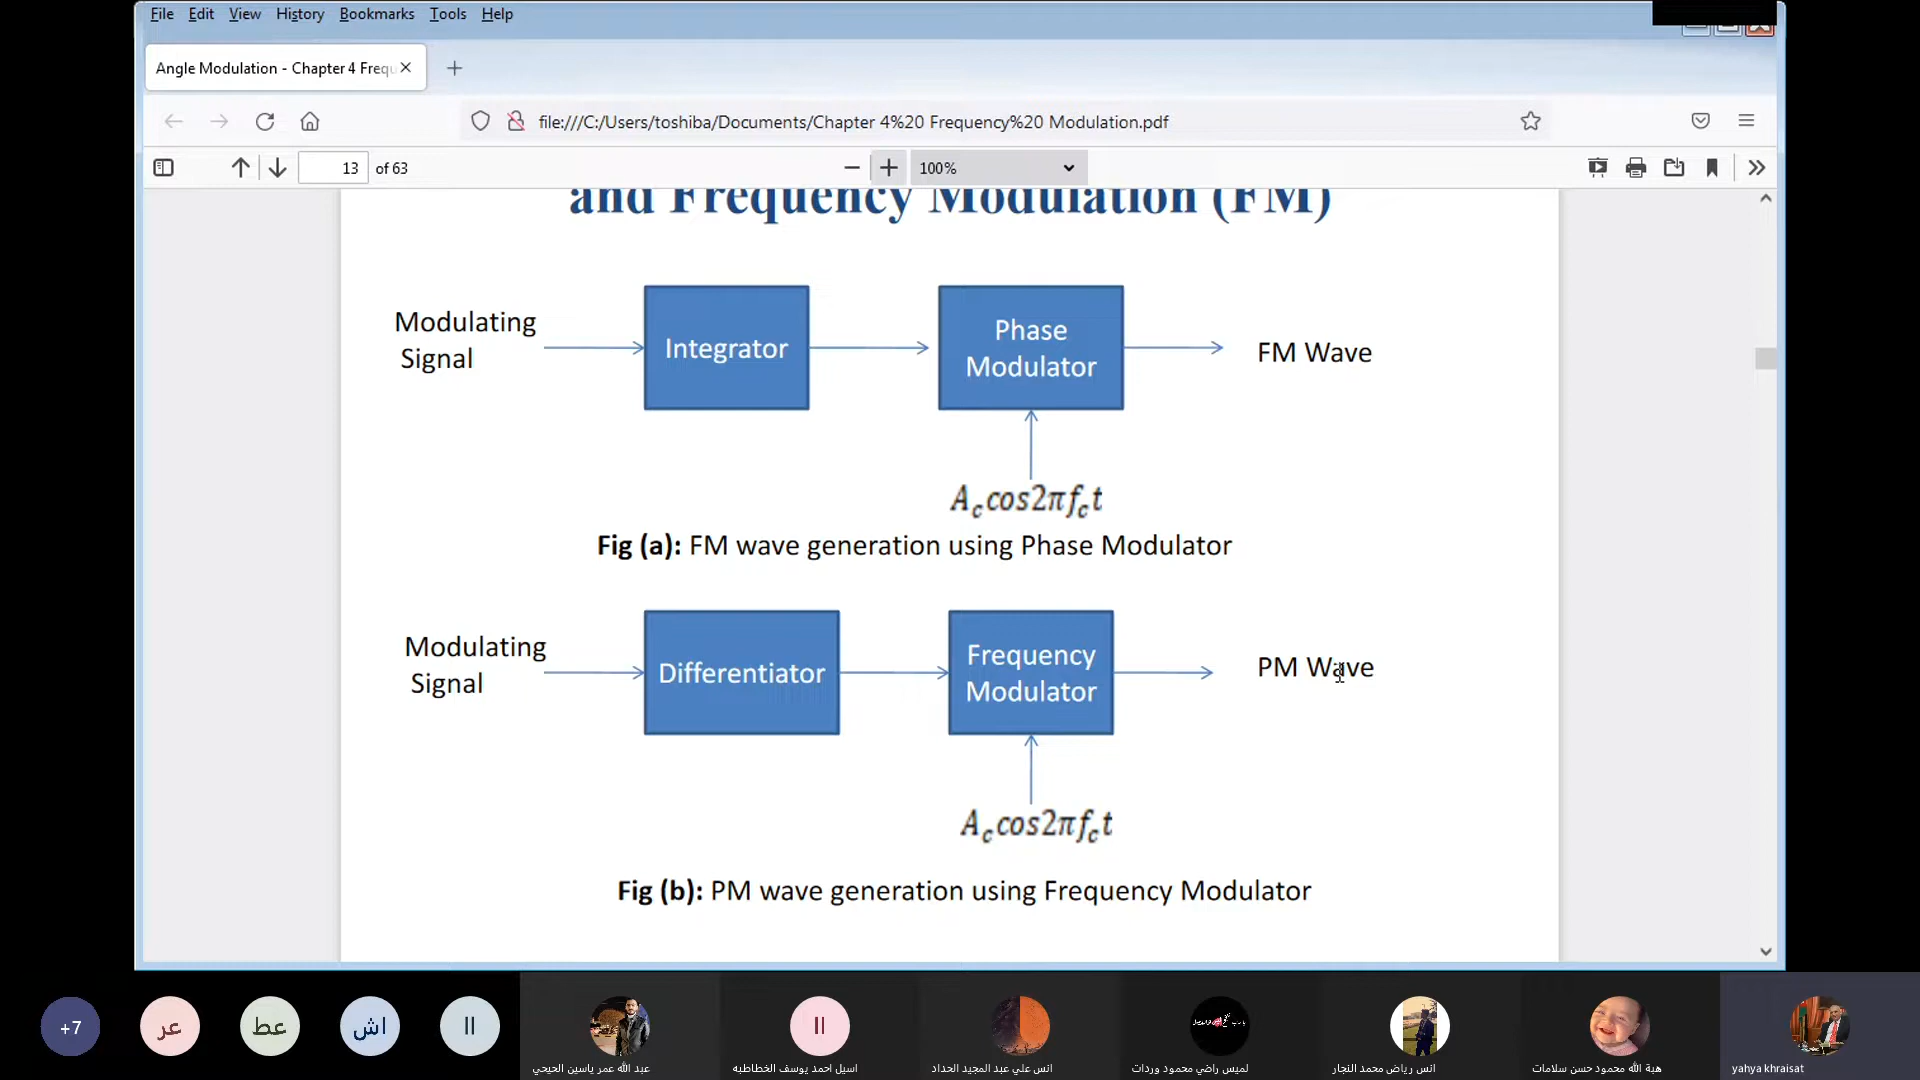 File Edit View History Bookmarks Tools Help
Angle Modulation - Chapter 4 Frequ
file:///C:/Users/toshiba/Documents/Chapter 4%20 Frequency%20 Modulation.pdf
13 of 63
100%
and Frequency Modulation (FM)
Modulating
Signal
Integrator
Phase
Modulator
FM Wave
A_c cos2πf_c t
Fig (a): FM wave generation using Phase Modulator
Modulating
Signal
Differentiator
Frequency
Modulator
PM Wave
A_c cos2πf_c t
Fig (b): PM wave generation using Frequency Modulator
+7
عر
عط
اش
اا
اا
عبد الله عمر ياسين الحيحي
اسيل احمد يوسف الخطاطبه
انس علي عبد المجيد الحداد
لميس راضي محمود وردات
انس رياض محمد النجار
هبة الله محمود حسن سلامات
yahya khraisat